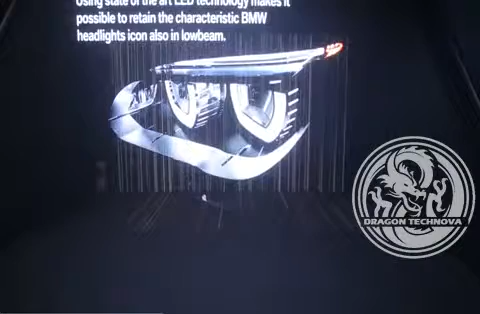 Using state of the art LED technology makes it
possible to retain the characteristic BMW
headlights icon also in lowbeam.
DRAGON TECHNOVA